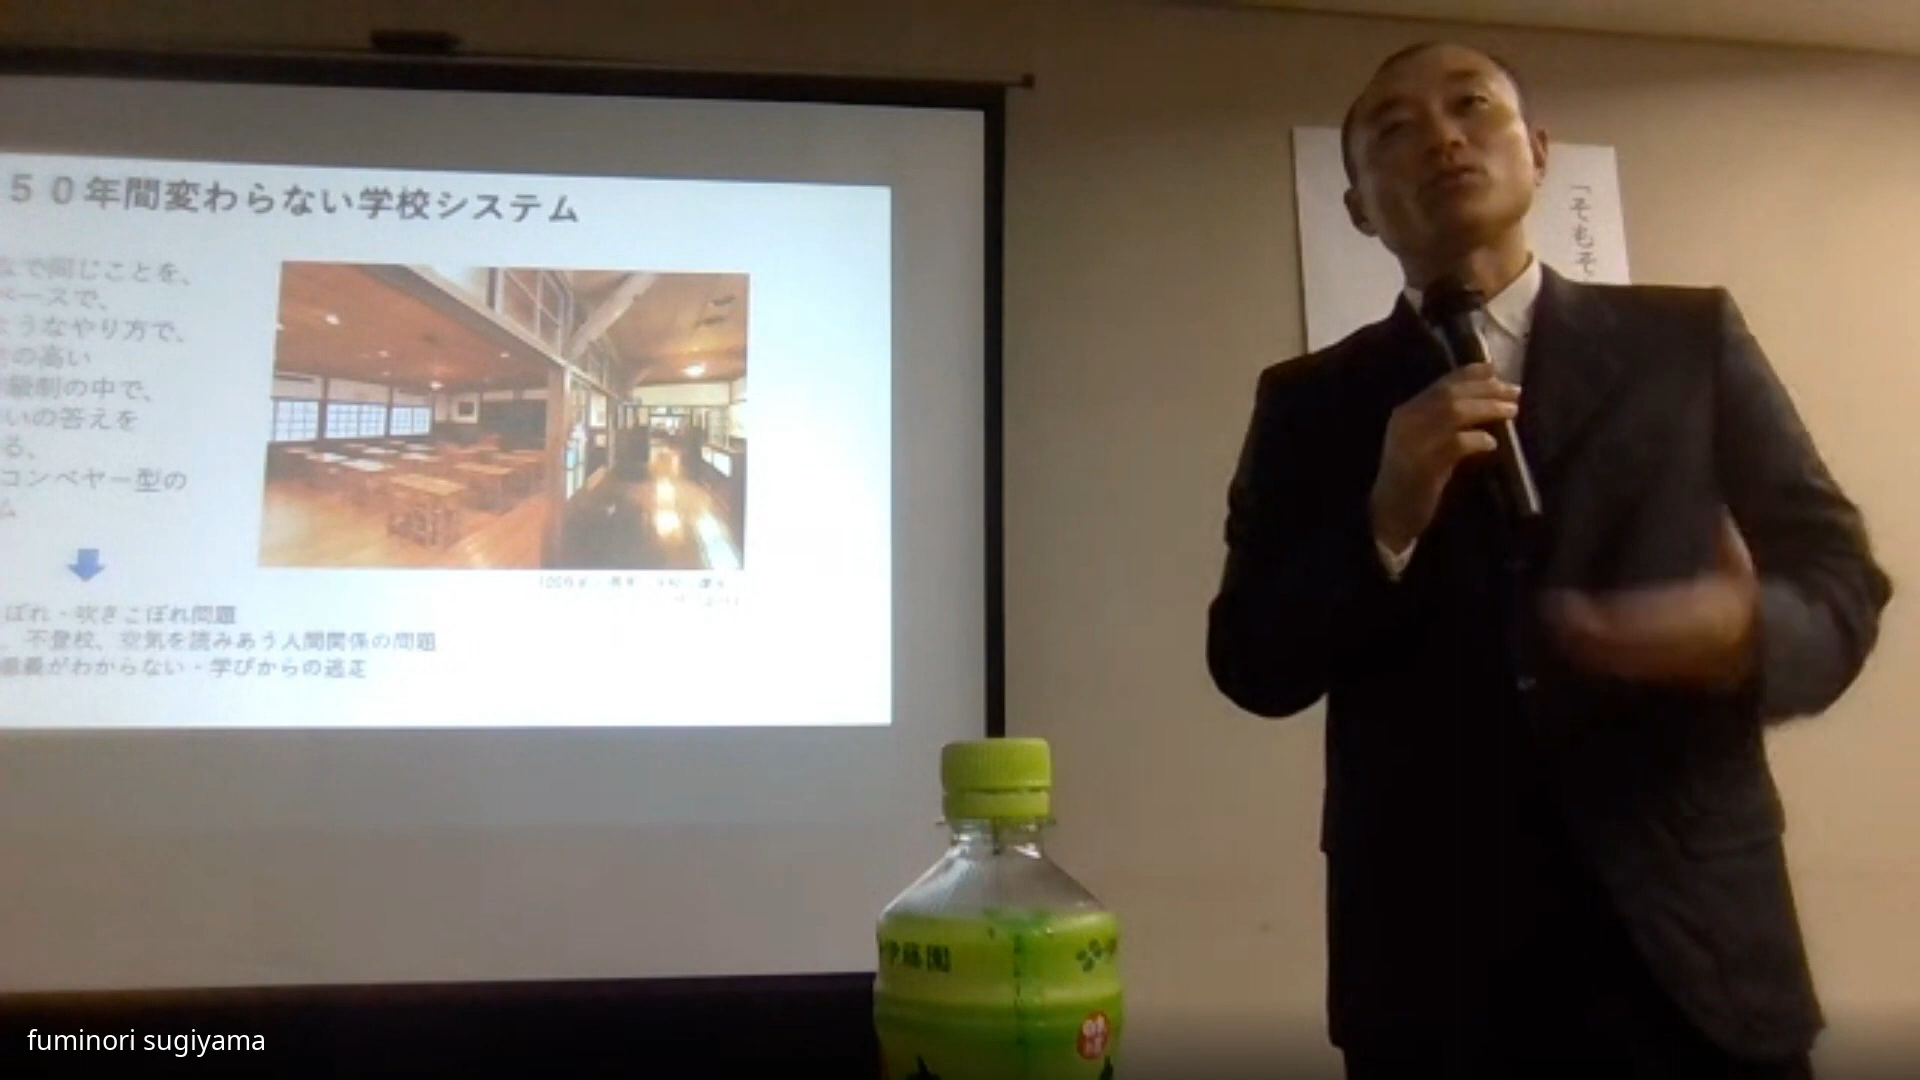 ５０年間変わらない学校システム
で同じことを、
ースで、
うなやり方で、
の高い
級制の中で、
いの答えを
る、
コンベヤー型の
ム
ぼれ・吹きこぼれ問題
、不登校、空気を読みあう人間関係の問題
意義がわからない・学びからの逃走
「そもそ
伊藤園
fuminori sugiyama